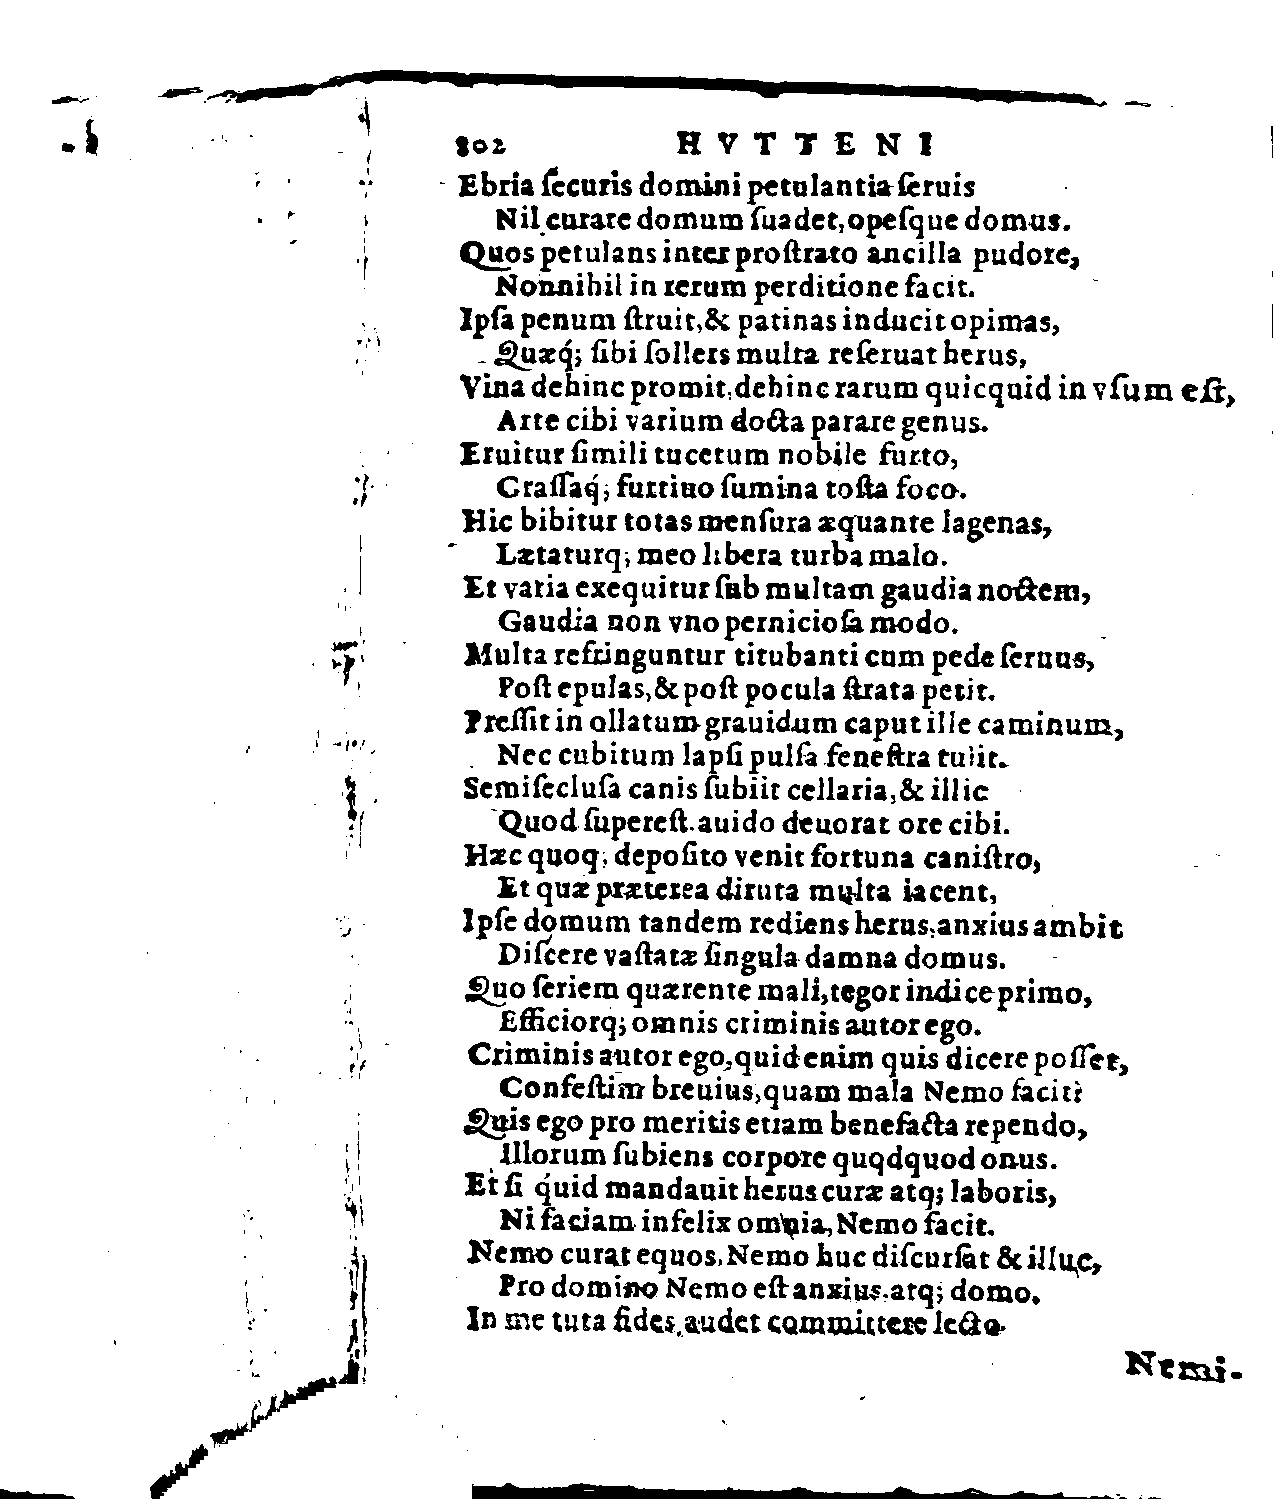 802 HVTTENI
Ebria ſecuris domini petulantia ſeruis
Nil curare domum ſuadet, opeſque domus.
Quos petulans inter proſtrato ancilla pudore,
Nonnihil in rerum perditione facit.
Ipſa penum ſtruit, & patinas inducit opimas,
Quæq́; ſibi ſollers multa reſeruat herus,
Vina dehinc promit, dehinc rarum quicquid in vſum eſt,
Arte cibi varium docta parare genus.
Eruitur ſimili tucetum nobile furto,
Craſſaq́; furtiuo ſumina toſta foco.
Hic bibitur totas menſura æquante lagenas,
Lætaturq; meo libera turba malo.
Et varia exequitur ſub multam gaudia noctem,
Gaudia non vno pernicioſa modo.
Multa refringuntur titubanti cum pede ſeruus,
Poſt epulas, & poſt pocula ſtrata petit.
Preſſit in ollatum grauidum caput ille caminum,
Nec cubitum lapſi pulſa feneſtra tulit.
Semiſecluſa canis ſubiit cellaria, & illic
Quod ſupereſt. auido deuorat ore cibi.
Hæc quoq; depoſito venit fortuna caniſtro,
Et quæ præterea diruta multa iacent,
Ipſe domum tandem rediens herus, anxius ambit
Diſcere vaſtatæ ſingula damna domus.
Quo ſeriem quærente mali, tegor indice primo,
Efficiorq; omnis criminis autor ego.
Criminis autor ego, quid enim quis dicere poſſet,
Confeſtim breuius, quam mala Nemo facit?
Quis ego pro meritis etiam benefacta rependo,
Illorum ſubiens corpore quodquod onus.
Et ſi quid mandauit herus curæ atq; laboris,
Ni faciam infelix omnia, Nemo facit.
Nemo curat equos, Nemo huc diſcurſat & illuc,
Pro domino Nemo eſt anxius, atq; domo.
In me tuta fides, audet committere lecto
Nemi-